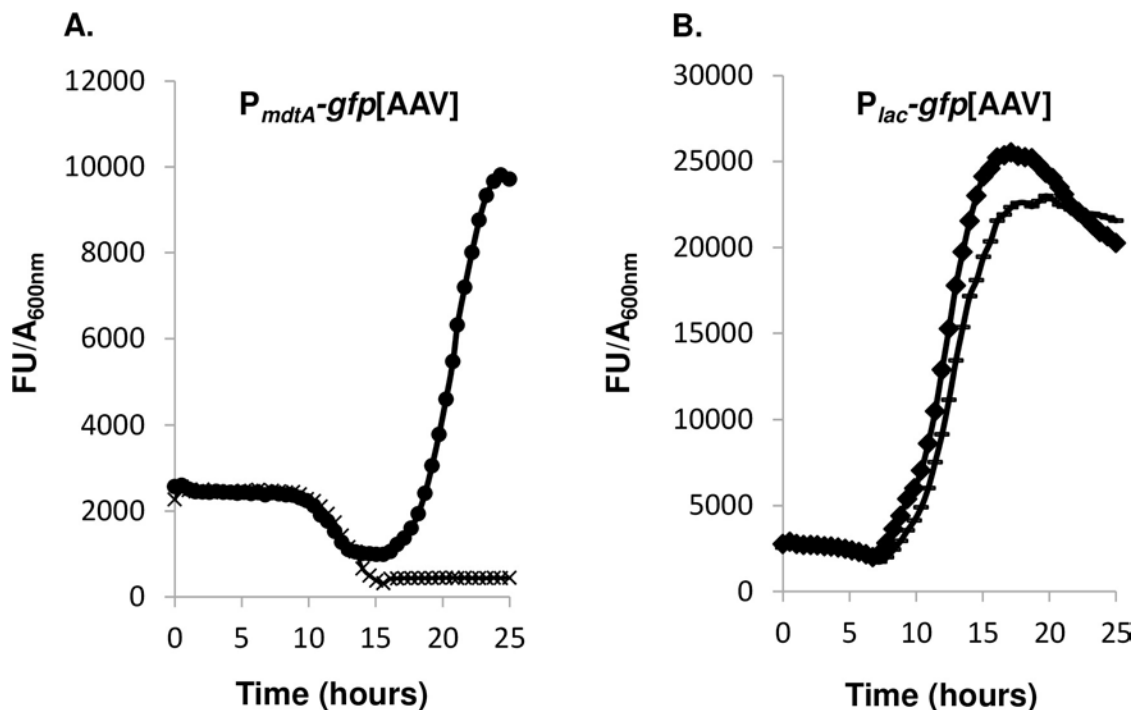 A.
P_mdtA-gfp[AAV]
12000
10000
8000
6000
4000
2000
0
FU/A600nm
0 5 10 15 20 25
Time (hours)
B.
P_lac-gfp[AAV]
30000
25000
20000
15000
10000
5000
0
FU/A600nm
0 5 10 15 20 25
Time (hours)